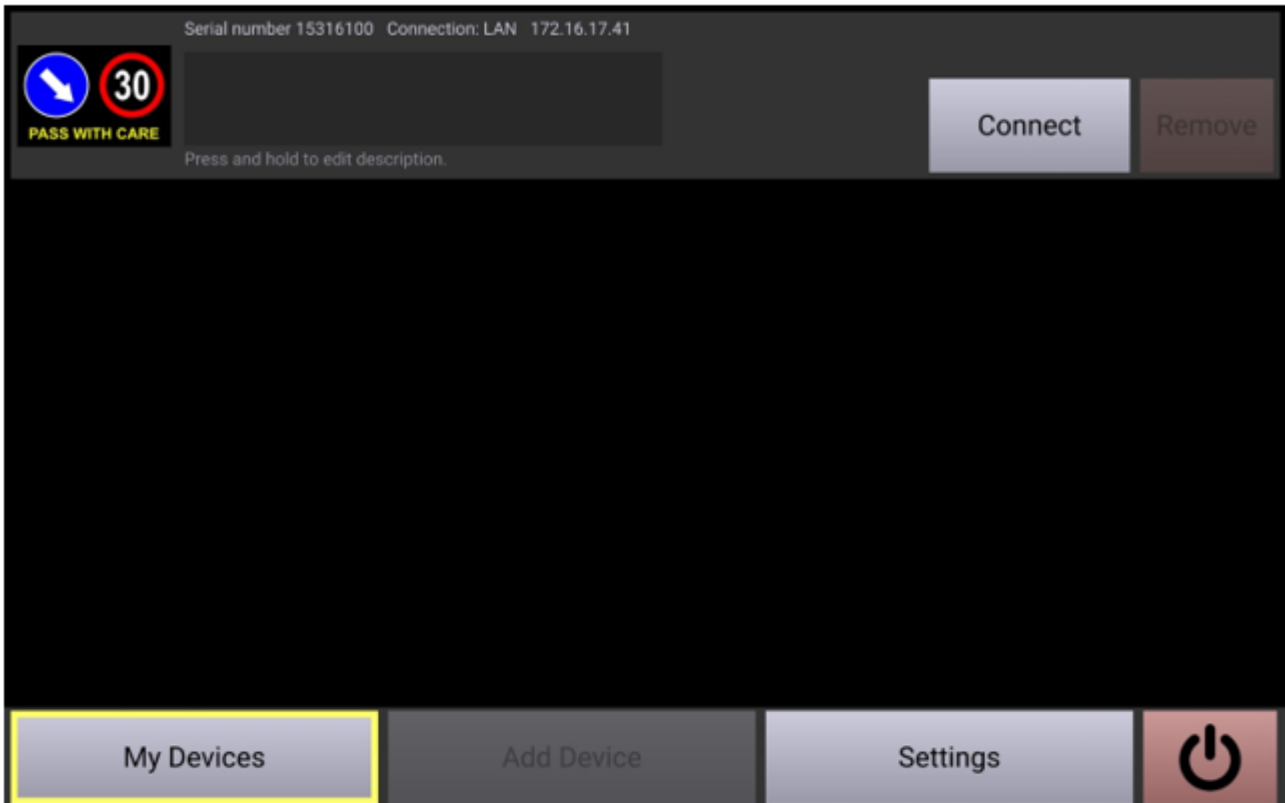 Serial number 15316100 Connection: LAN 172.16.17.41
30
PASS WITH CARE
Press and hold to edit description.
Connect
Remove
My Devices
Add Device
Settings